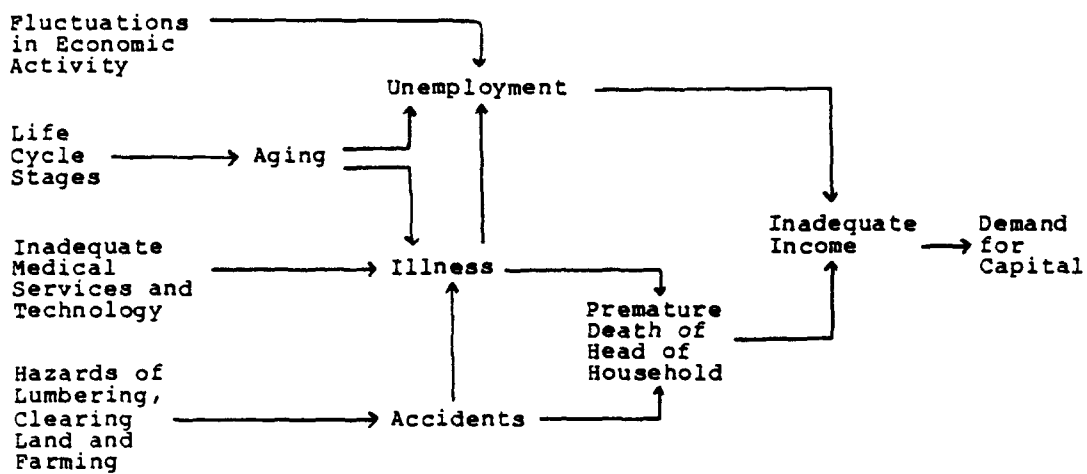 Fluctuations
in Economic
Activity
Unemployment
Life
Cycle
Stages
Aging
Inadequate
Income
Demand
for
Capital
Inadequate
Medical
Services and
Technology
Illness
Premature
Death of
Head of
Household
Hazards of
Lumbering,
Clearing
Land and
Farming
Accidents